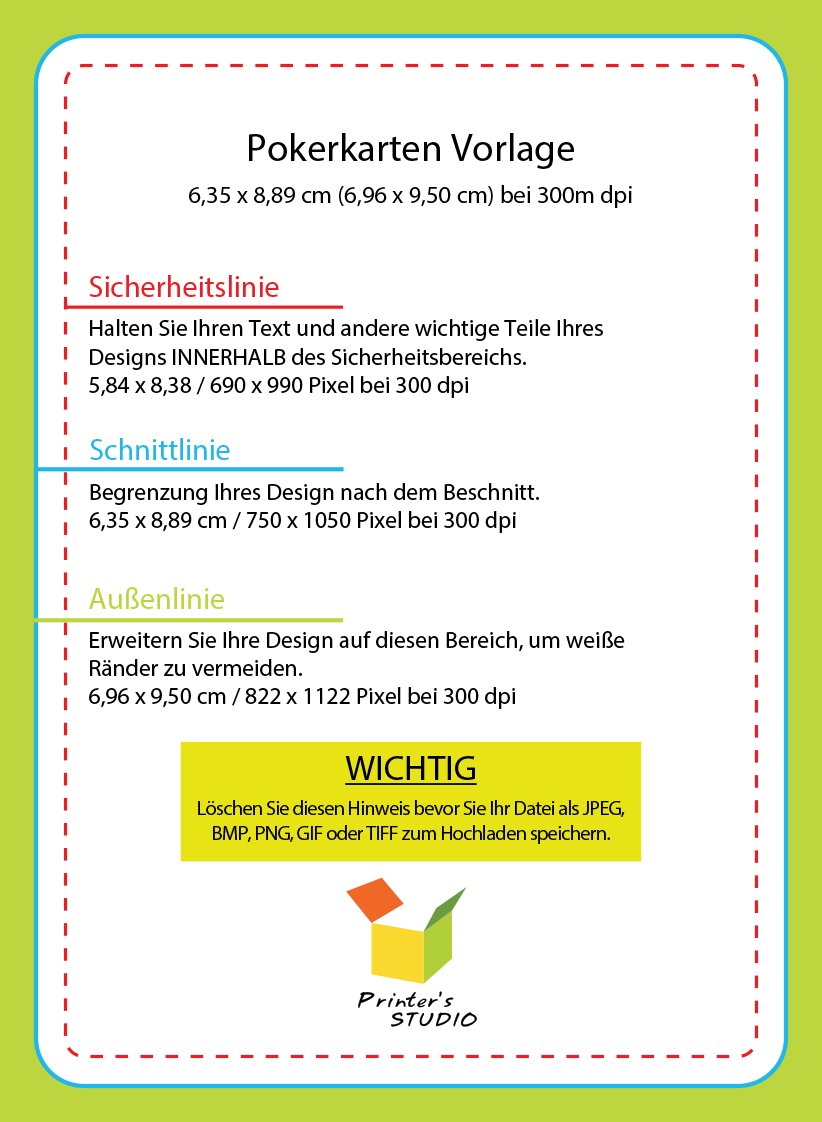 Pokerkarten Vorlage
6,35 x 8,89 cm (6,96 x 9,50 cm) bei 300m dpi
Sicherheitslinie
Halten Sie Ihren Text und andere wichtige Teile Ihres
Designs INNERHALB des Sicherheitsbereichs.
5,84 x 8,38 / 690 x 990 Pixel bei 300 dpi
Schnittlinie
Begrenzung Ihres Design nach dem Beschnitt.
6,35 x 8,89 cm / 750 x 1050 Pixel bei 300 dpi
Außenlinie
Erweitern Sie Ihre Design auf diesen Bereich, um weiße
Ränder zu vermeiden.
6,96 x 9,50 cm / 822 x 1122 Pixel bei 300 dpi
WICHTIG
Löschen Sie diesen Hinweis bevor Sie Ihr Datei als JPEG,
BMP, PNG, GIF oder TIFF zum Hochladen speichern.
Printer's
STUDIO